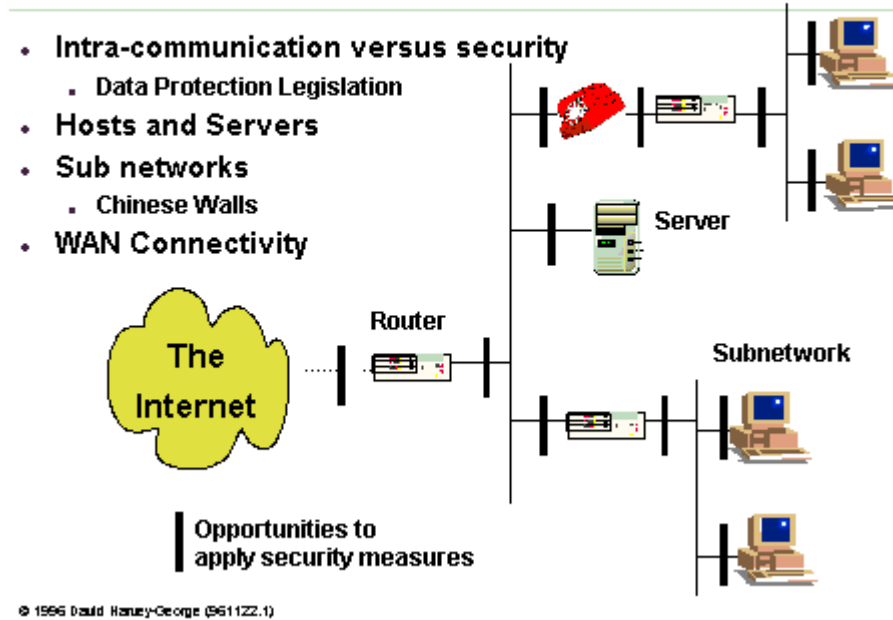 Intra-communication versus security
Data Protection Legislation
Hosts and Servers
Sub networks
Chinese Walls
WAN Connectivity
Server
Router
The
Internet
Subnetwork
Opportunities to
apply security measures
© 1996 David Harvey-George (961122.1)